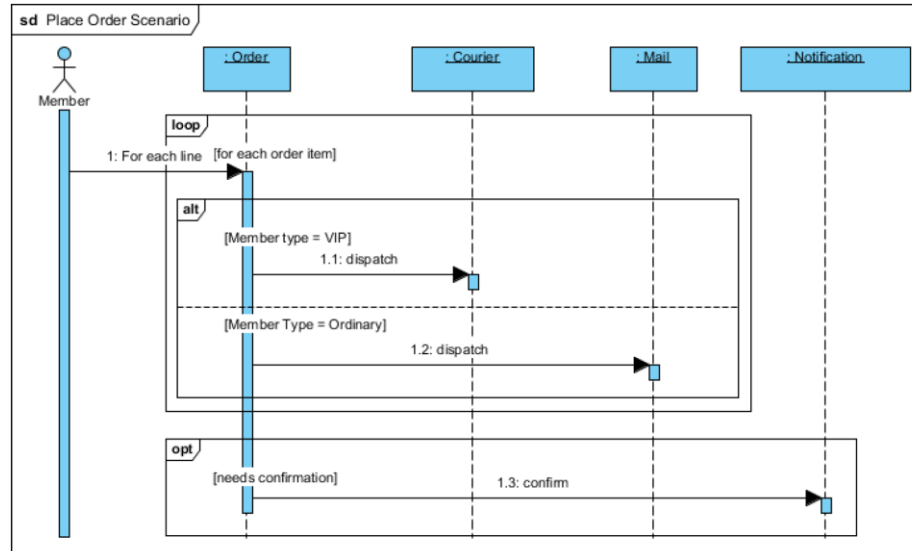 sd Place Order Scenario
Member
: Order
: Courier
: Mail
: Notification
loop
1: For each line
[for each order item]
alt
[Member type = VIP]
1.1: dispatch
[Member Type = Ordinary]
1.2: dispatch
opt
[needs confirmation]
1.3: confirm